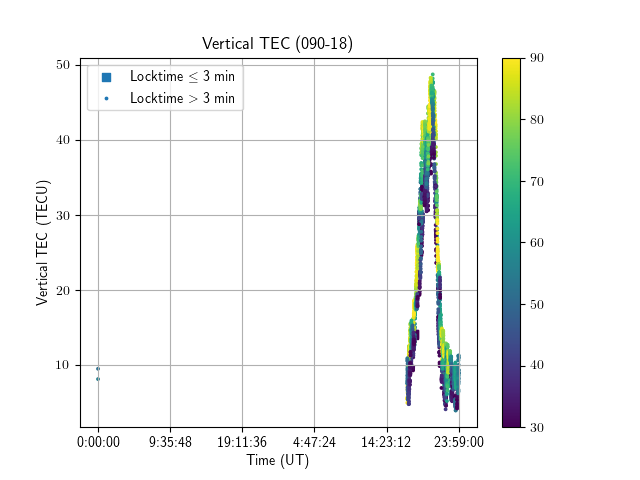 Vertical TEC (090-18)
Locktime ≤ 3 min
Locktime > 3 min
Vertical TEC (TECU)
50
40
30
20
10
0:00:00 9:35:48 19:11:36 4:47:24 14:23:12 23:59:00
Time (UT)
90
80
70
60
50
40
30